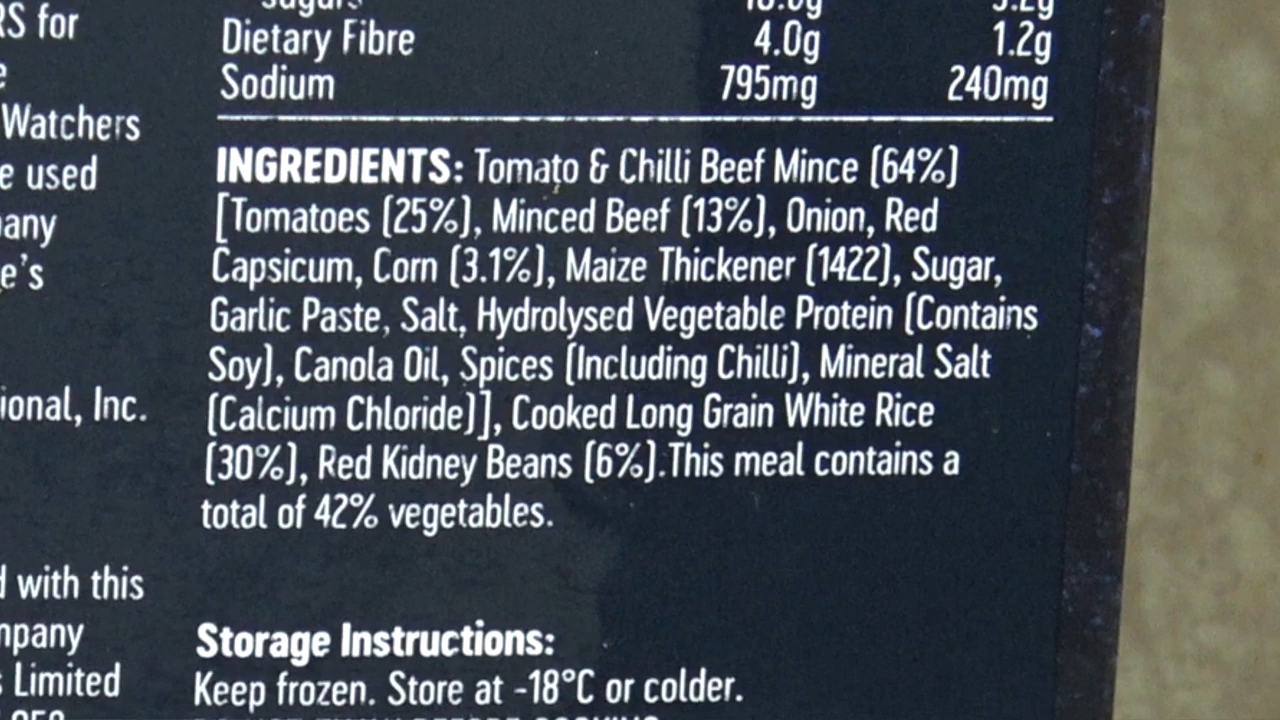 RS for
Watchers
e used
any
e's
ional, Inc.
d with this
mpany
s Limited
sugars
Dietary Fibre 4.0g 1.2g
Sodium 795mg 240mg
INGREDIENTS: Tomato & Chilli Beef Mince (64%)
[Tomatoes (25%), Minced Beef (13%), Onion, Red
Capsicum, Corn (3.1%), Maize Thickener (1422), Sugar,
Garlic Paste, Salt, Hydrolysed Vegetable Protein (Contains
Soy), Canola Oil, Spices (Including Chilli), Mineral Salt
(Calcium Chloride)], Cooked Long Grain White Rice
(30%), Red Kidney Beans (6%).This meal contains a
total of 42% vegetables.
Storage Instructions:
Keep frozen. Store at -18°C or colder.